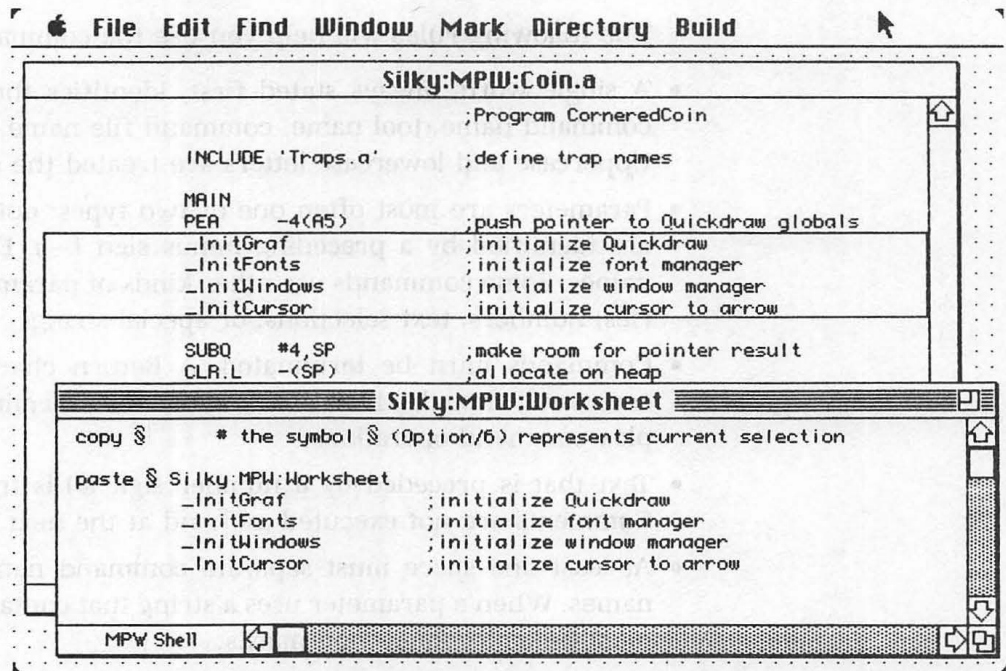 File Edit Find Window Mark Directory Build
Silky:MPW:Coin.a
;Program CorneredCoin
INCLUDE 'Traps.a' ;define trap names
MAIN
PEA -4(A5) ;push pointer to Quickdraw globals
_InitGraf ;initialize Quickdraw
_InitFonts ;initialize font manager
_InitWindows ;initialize window manager
_InitCursor ;initialize cursor to arrow
SUBQ #4,SP ;make room for pointer result
CLR.L -(SP) ;allocate on heap
Silky:MPW:Worksheet
copy § # the symbol § (Option/6) represents current selection
paste § Silky:MPW:Worksheet
_InitGraf ;initialize Quickdraw
_InitFonts ;initialize font manager
_InitWindows ;initialize window manager
_InitCursor ;initialize cursor to arrow
MPW Shell